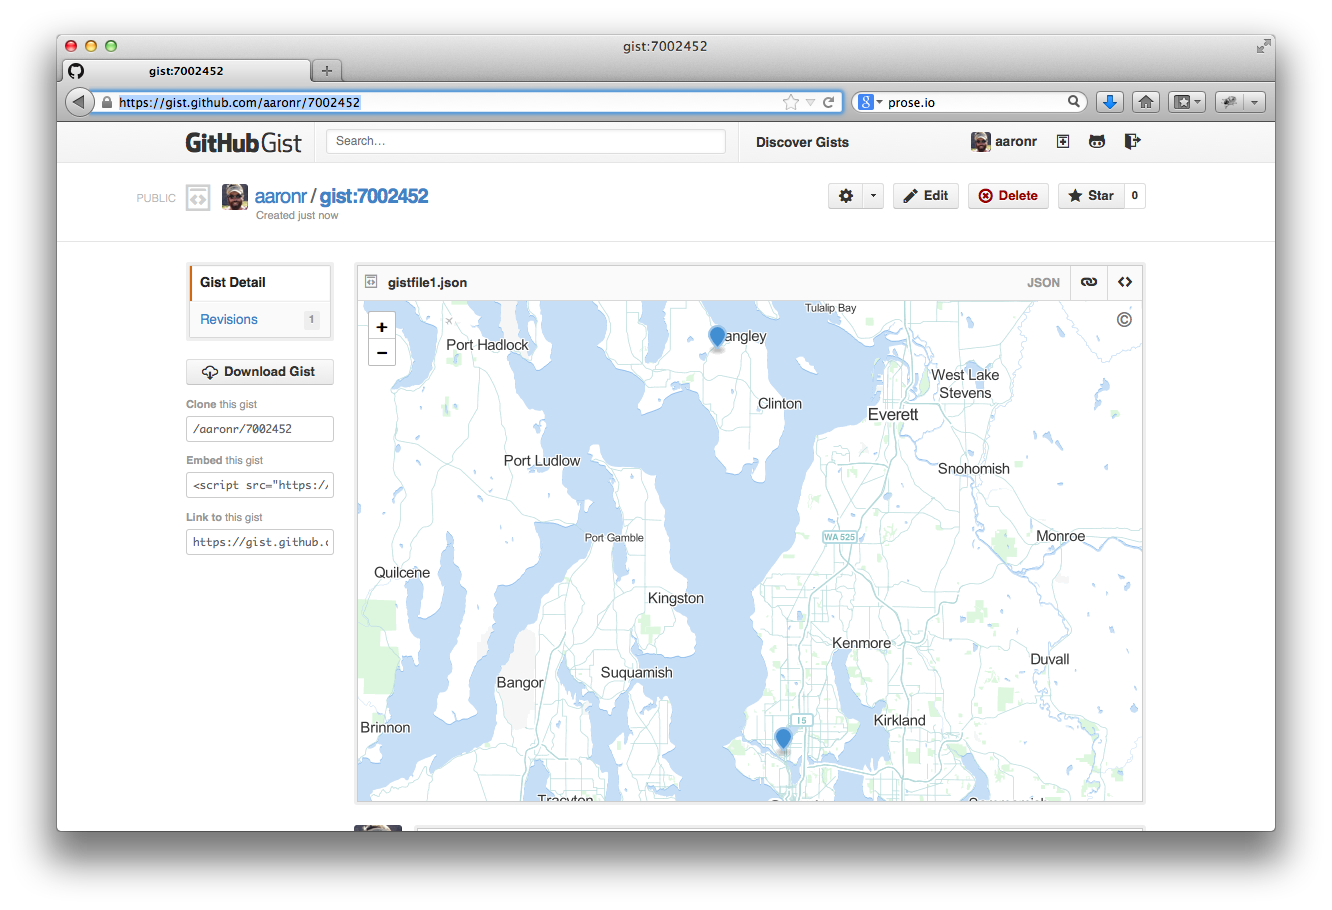 gist:7002452
gist:7002452
https://gist.github.com/aaronr/7002452
prose.io
GitHub Gist
Search...
Discover Gists
aaronr
PUBLIC
aaronr / gist:7002452
Created just now
Edit
Delete
Star
0
Gist Detail
Revisions
1
Download Gist
Clone this gist
/aaronr/7002452
Embed this gist
<script src="https:/
Link to this gist
https://gist.github.
gistfile1.json
JSON
+
−
©
Tulalip Bay
angley
Port Hadlock
West Lake
Stevens
Clinton
Everett
Port Ludlow
Snohomish
WA 525
Port Gamble
Monroe
Quilcene
Kingston
Kenmore
Duvall
Suquamish
Bangor
Brinnon
I 5
Kirkland
Tracyton